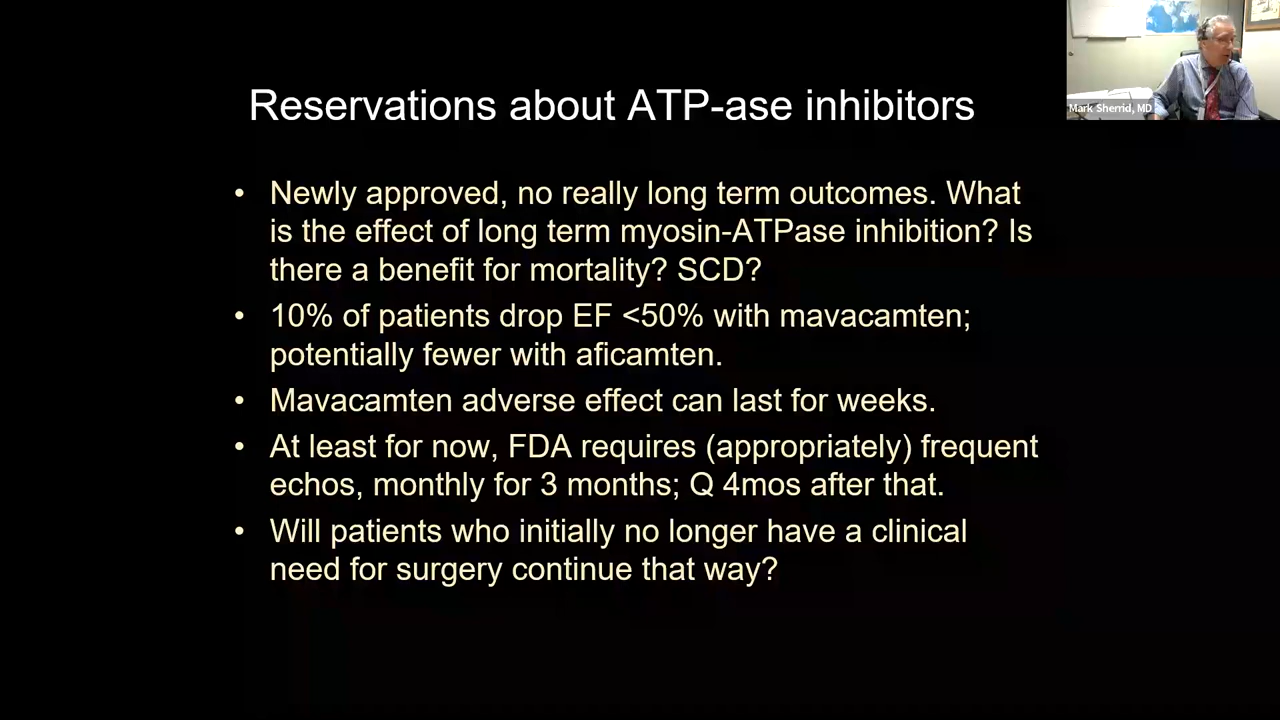 Mark Sherrid, MD
Reservations about ATP-ase inhibitors
• Newly approved, no really long term outcomes. What
is the effect of long term myosin-ATPase inhibition? Is
there a benefit for mortality? SCD?
• 10% of patients drop EF <50% with mavacamten;
potentially fewer with aficamten.
• Mavacamten adverse effect can last for weeks.
• At least for now, FDA requires (appropriately) frequent
echos, monthly for 3 months; Q 4mos after that.
• Will patients who initially no longer have a clinical
need for surgery continue that way?